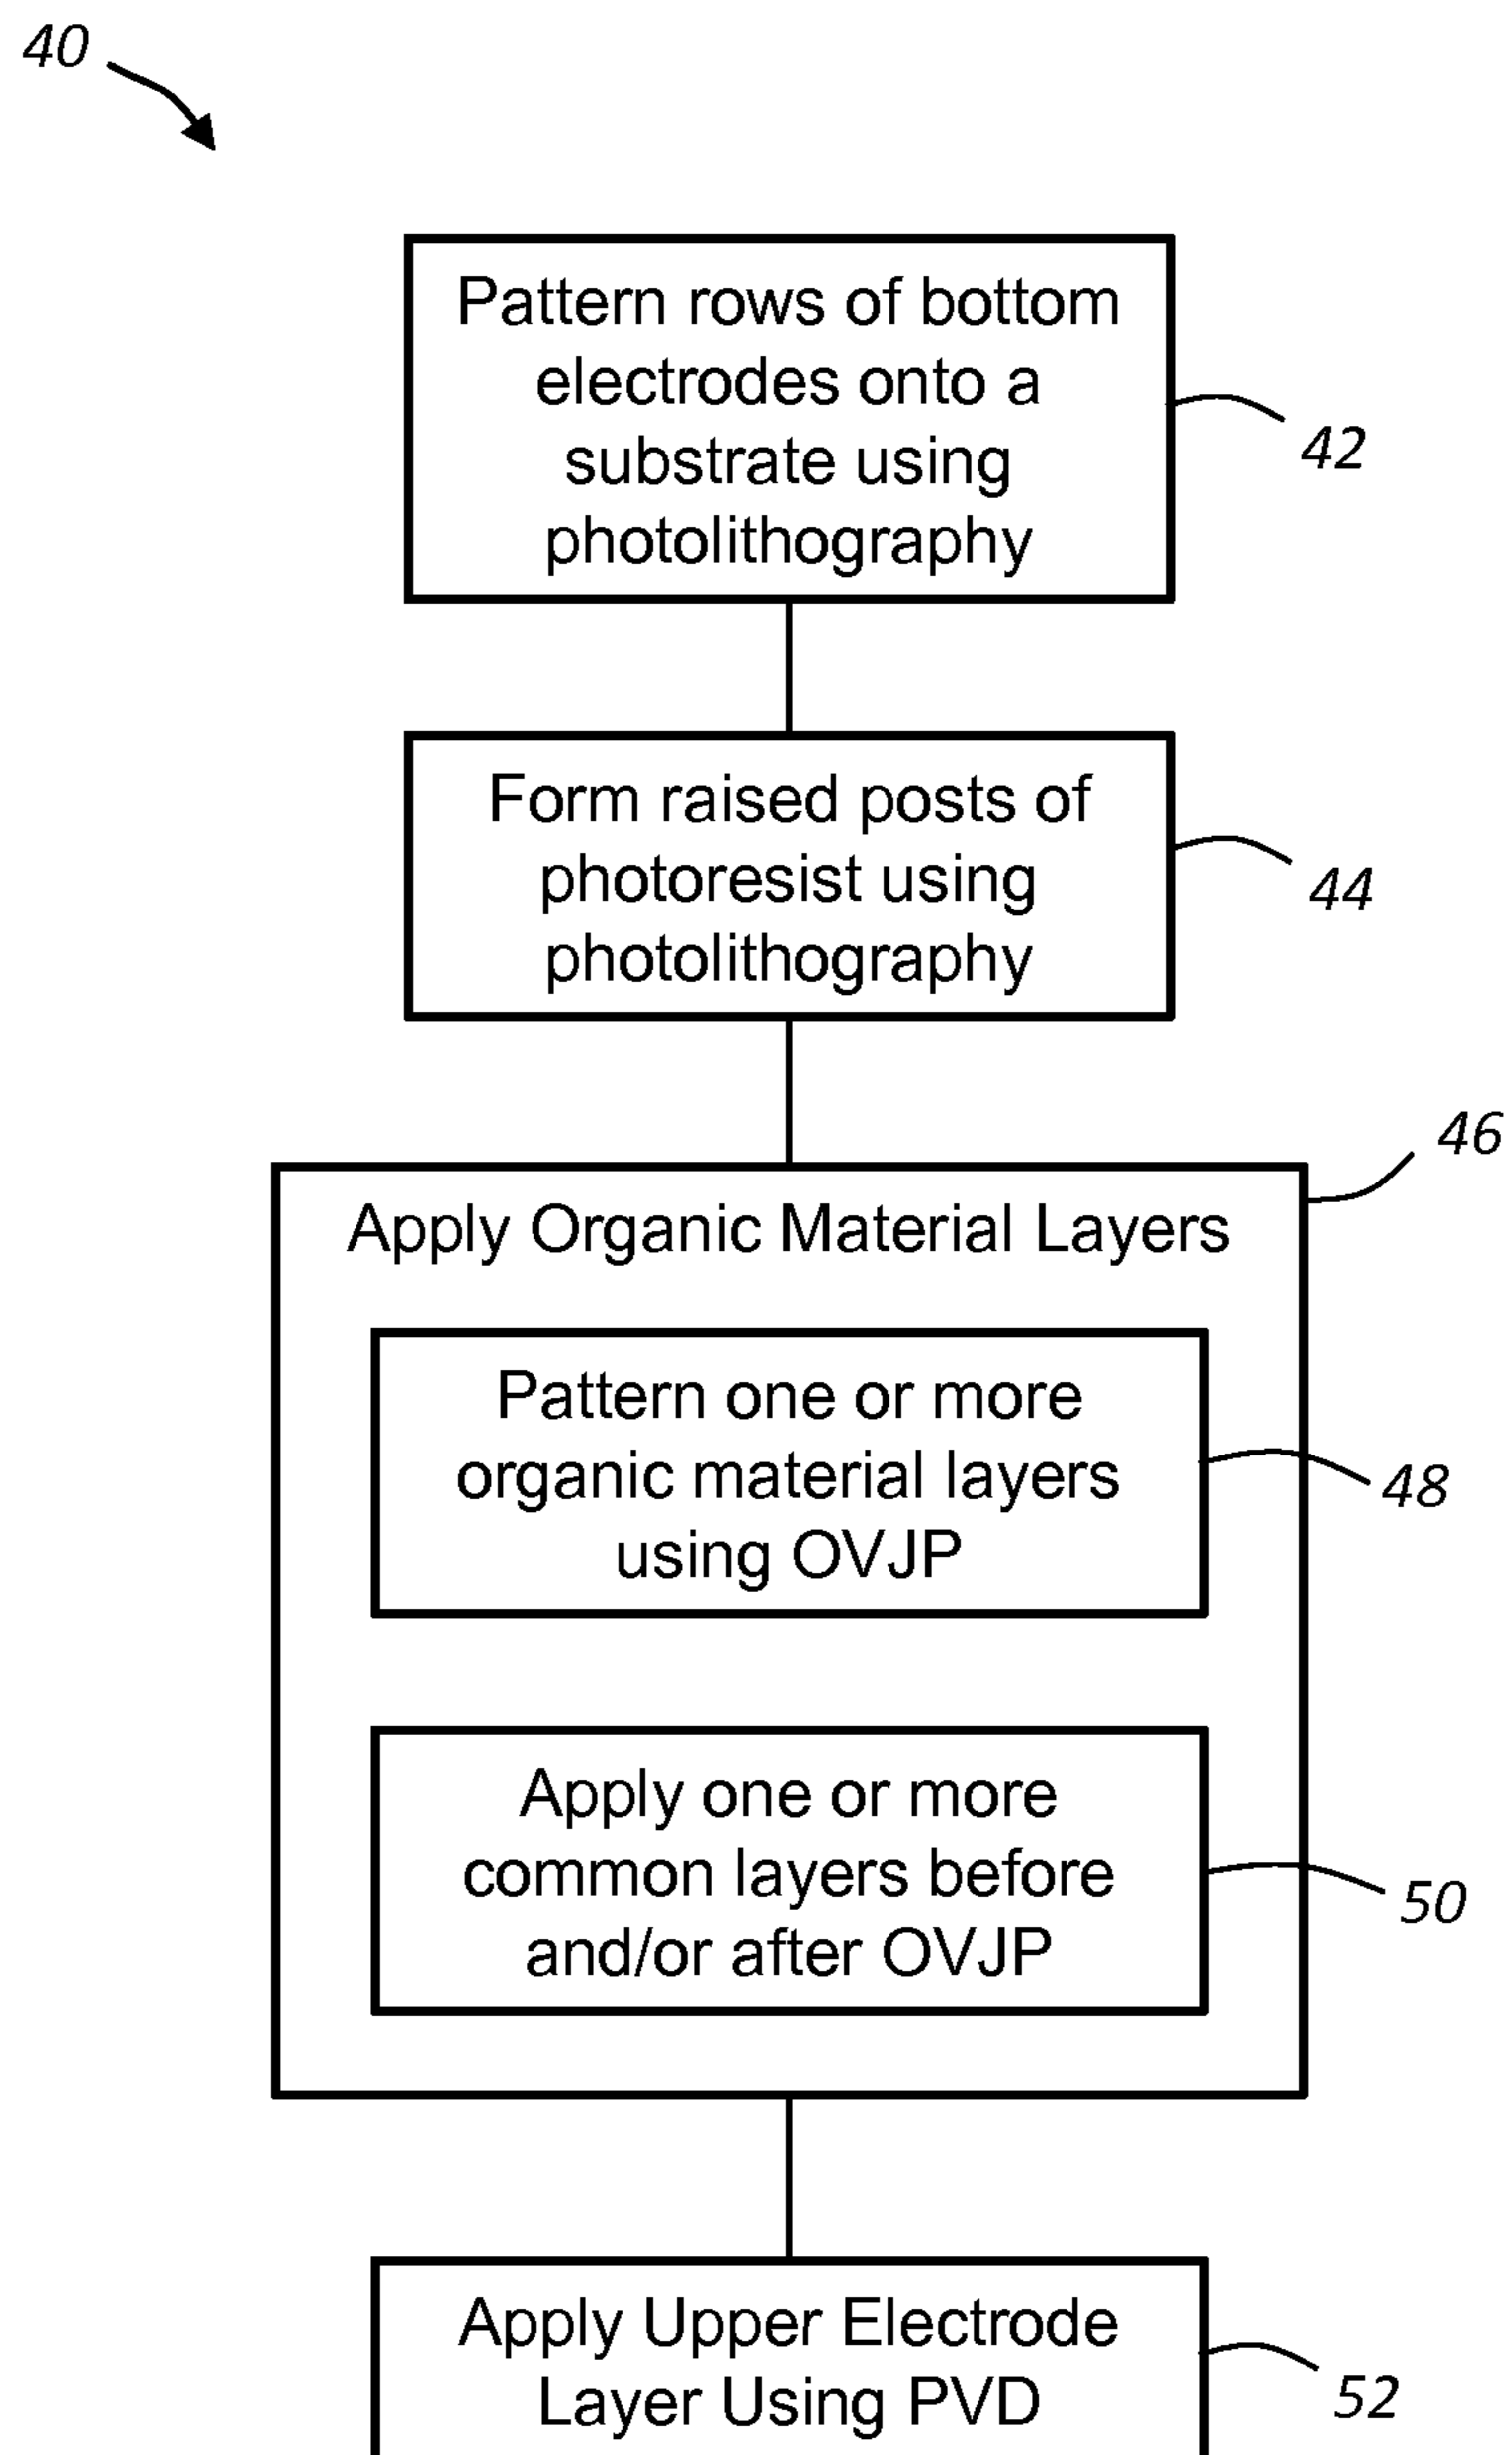 40
Pattern rows of bottom
electrodes onto a
substrate using
photolithography
42
Form raised posts of
photoresist using
photolithography
44
46
Apply Organic Material Layers
Pattern one or more
organic material layers
using OVJP
48
Apply one or more
common layers before
and/or after OVJP
50
Apply Upper Electrode
Layer Using PVD
52